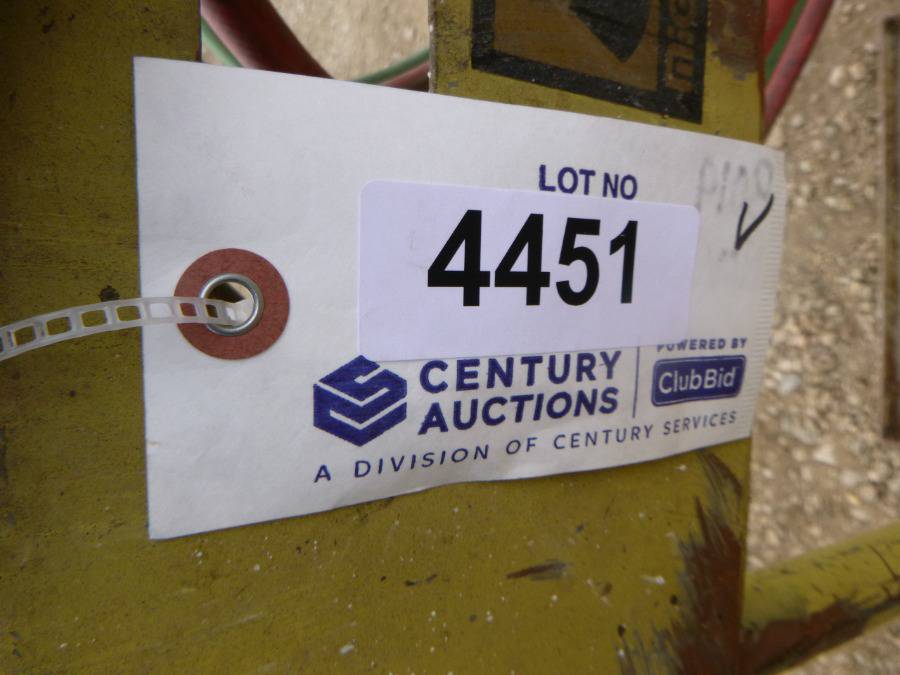 LOT NO
4451
CENTURY
AUCTIONS
POWERED BY
ClubBid
A DIVISION OF CENTURY SERVICES